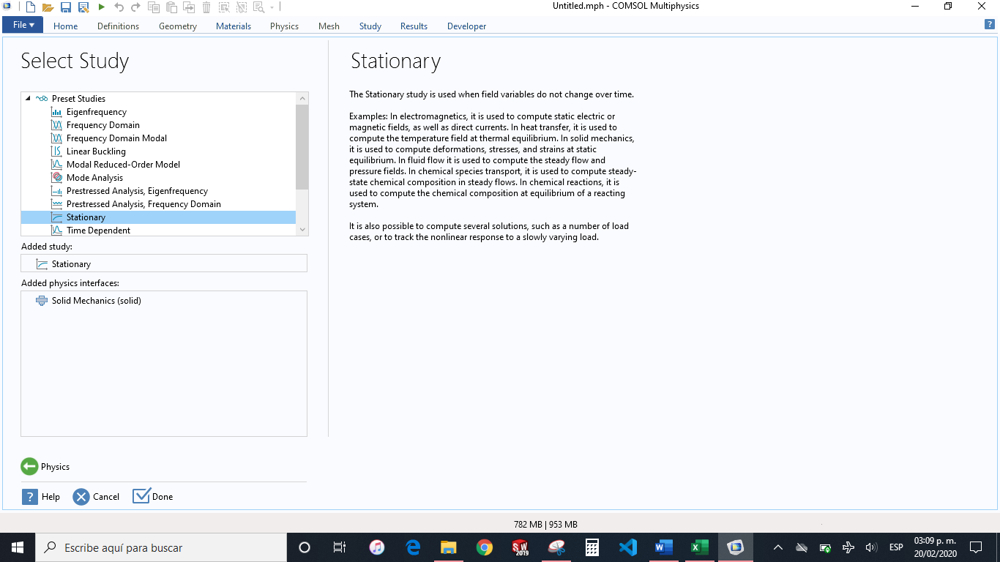 Untitled.mph - COMSOL Multiphysics
File
Home
Definitions
Geometry
Materials
Physics
Mesh
Study
Results
Developer
?
Select Study
Preset Studies
Eigenfrequency
Frequency Domain
Frequency Domain Modal
Linear Buckling
Modal Reduced-Order Model
Mode Analysis
Prestressed Analysis, Eigenfrequency
Prestressed Analysis, Frequency Domain
Stationary
Time Dependent
Added study:
Stationary
Added physics interfaces:
Solid Mechanics (solid)
Physics
? Help
Cancel
Done
Stationary
The Stationary study is used when field variables do not change over time.
Examples: In electromagnetics, it is used to compute static electric or
magnetic fields, as well as direct currents. In heat transfer, it is used to
compute the temperature field at thermal equilibrium. In solid mechanics,
it is used to compute deformations, stresses, and strains at static
equilibrium. In fluid flow it is used to compute the steady flow and
pressure fields. In chemical species transport, it is used to compute steady-
state chemical composition in steady flows. In chemical reactions, it is
used to compute the chemical composition at equilibrium of a reacting
system.
It is also possible to compute several solutions, such as a number of load
cases, or to track the nonlinear response to a slowly varying load.
782 MB | 953 MB
Escribe aquí para buscar
SW
2019
ESP
03:09 p. m.
20/02/2020